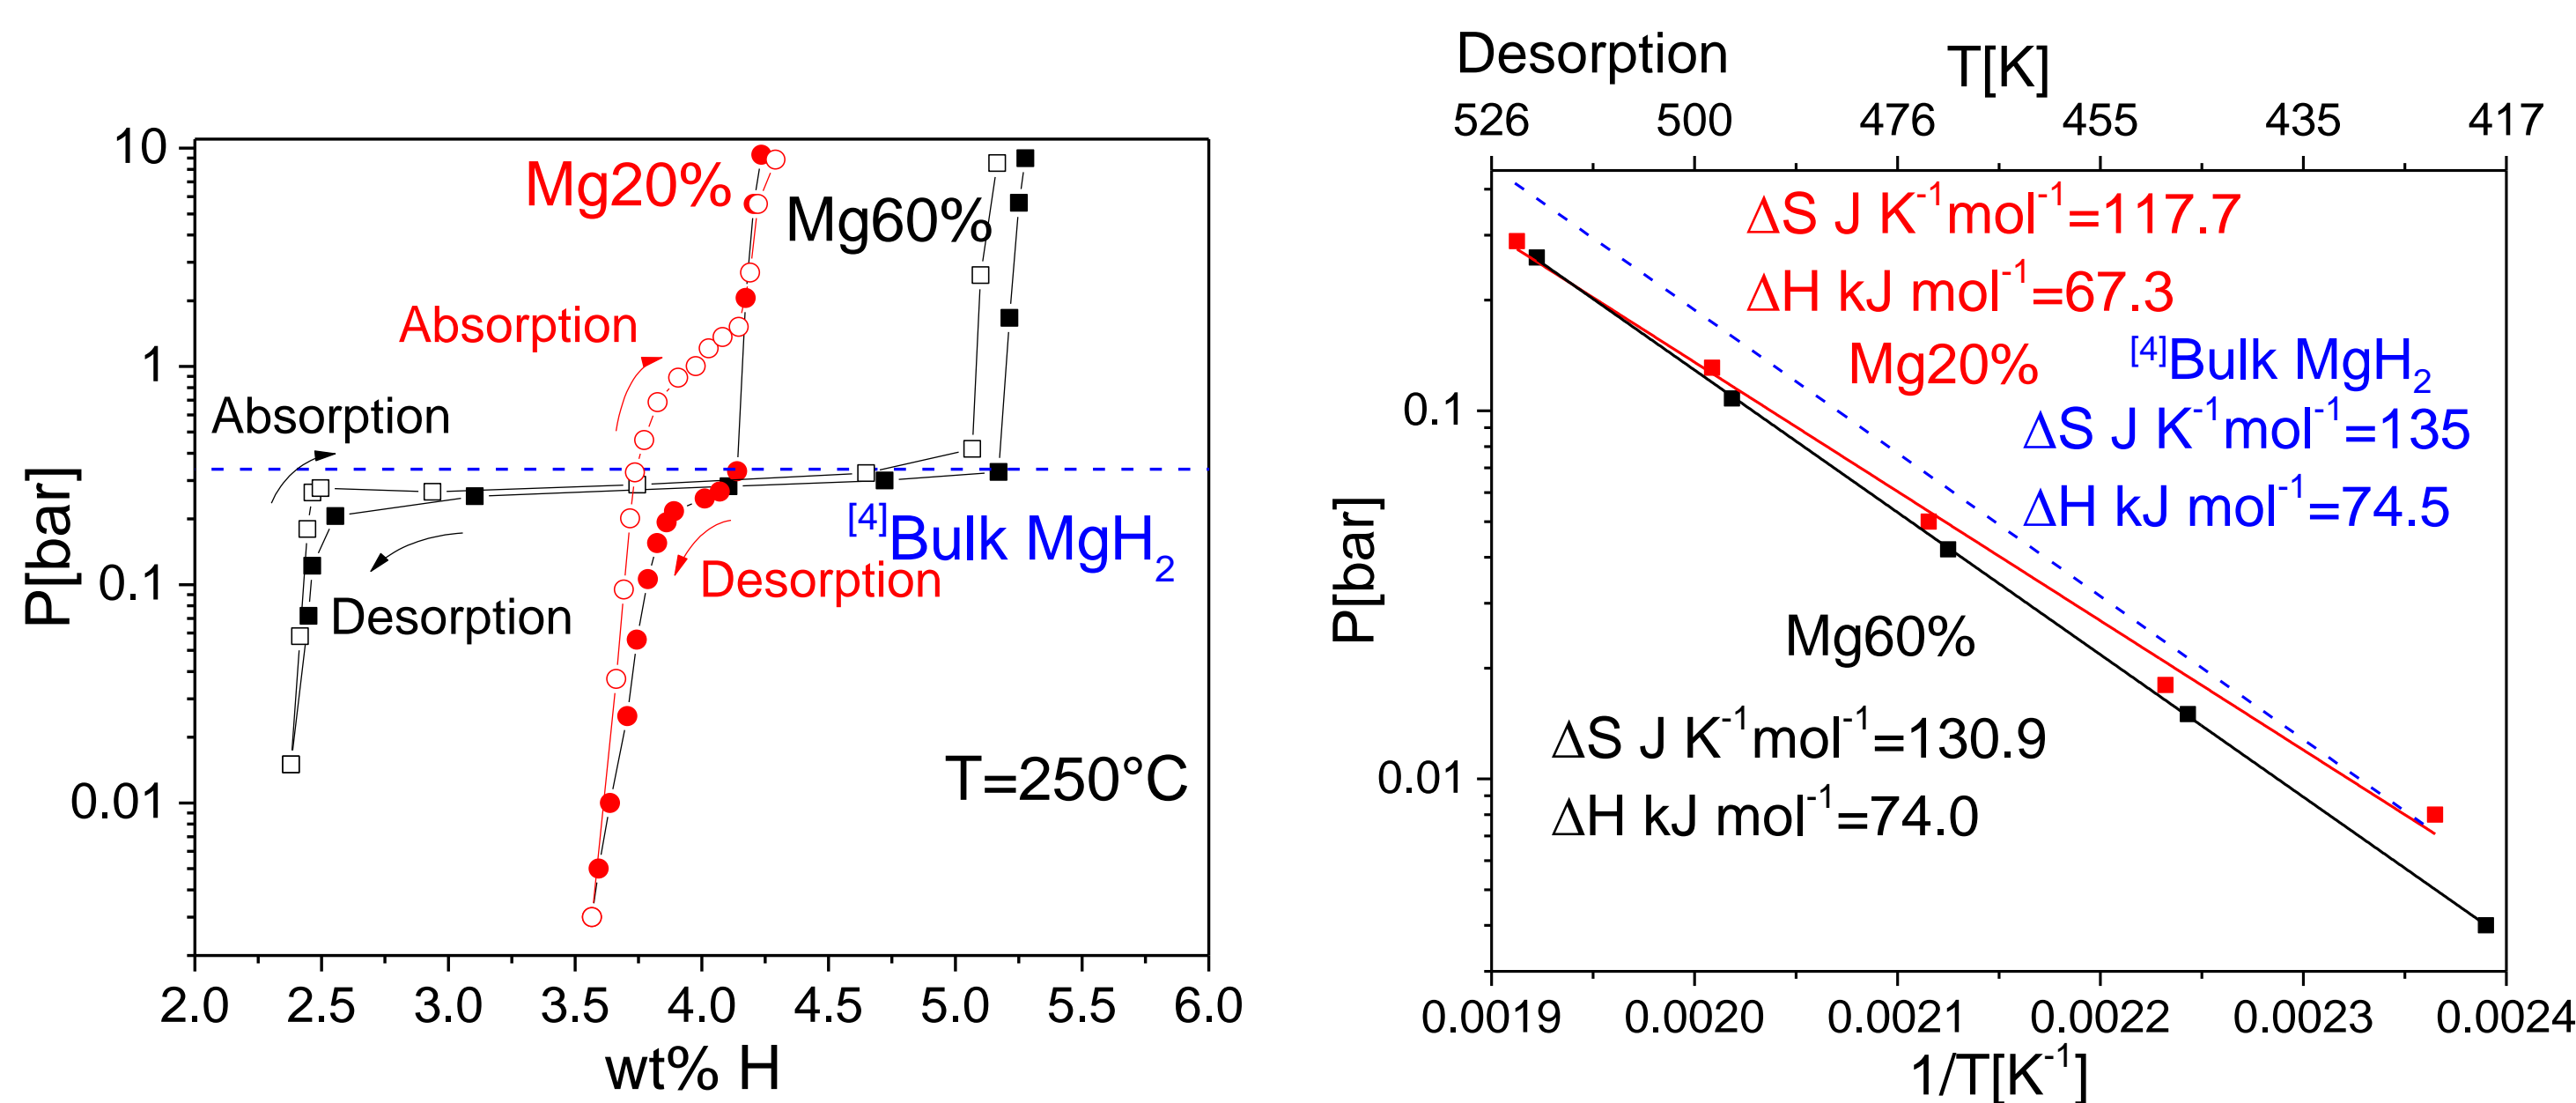 10
1
0.1
0.01
P[bar]
2.0 2.5 3.0 3.5 4.0 4.5 5.0 5.5 6.0
wt% H
Mg20%
Mg60%
Absorption
Absorption
[4]Bulk MgH2
Desorption
Desorption
T=250°C
Desorption
T[K]
526 500 476 455 435 417
ΔS J K-1mol-1=117.7
ΔH kJ mol-1=67.3
Mg20%
[4]Bulk MgH2
ΔS J K-1mol-1=135
ΔH kJ mol-1=74.5
Mg60%
ΔS J K-1mol-1=130.9
ΔH kJ mol-1=74.0
0.1
0.01
P[bar]
0.0019 0.0020 0.0021 0.0022 0.0023 0.0024
1/T[K-1]